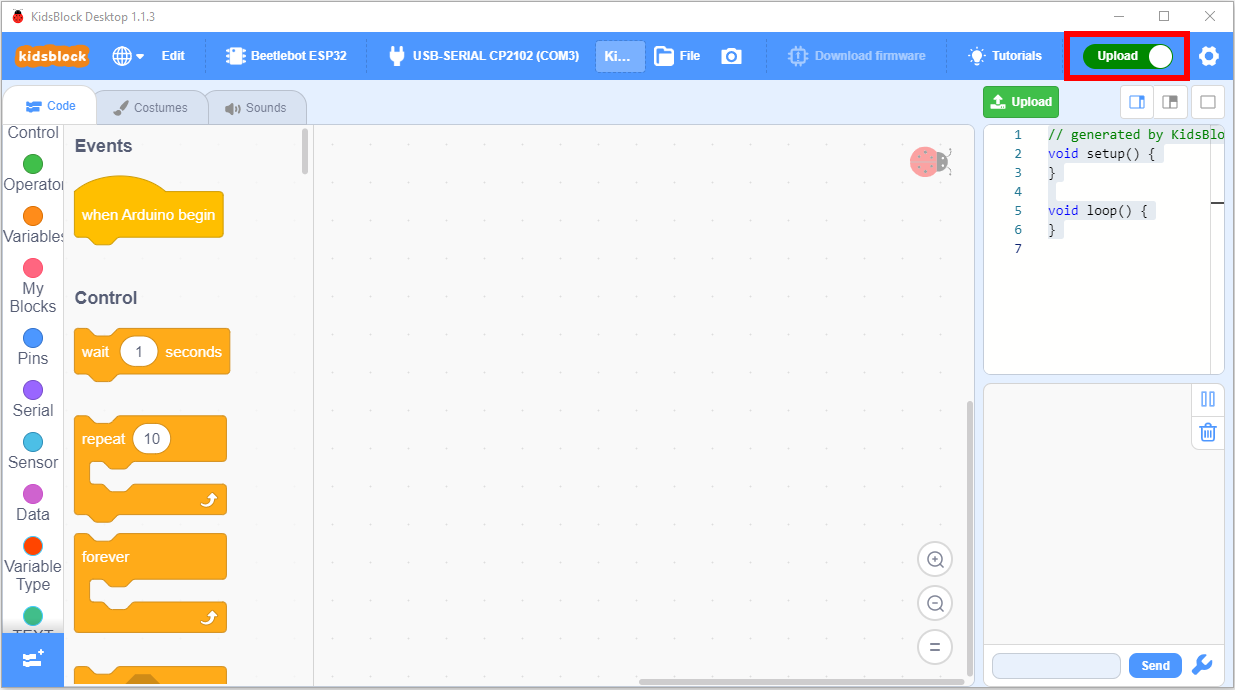 KidsBlock Desktop 1.1.3
kidsblock
Edit
Beetlebot ESP32
USB-SERIAL CP2102 (COM3)
Ki...
File
Download firmware
Tutorials
Upload
Code
Costumes
Sounds
Upload
Control
Operator
Variables
My
Blocks
Pins
Serial
Sensor
Data
Variable
Type
TEXT
Events
when Arduino begin
Control
wait 1 seconds
repeat 10
forever
1 // generated by KidsBlo
2 void setup() {
3 }
4
5 void loop() {
6 }
7
Send